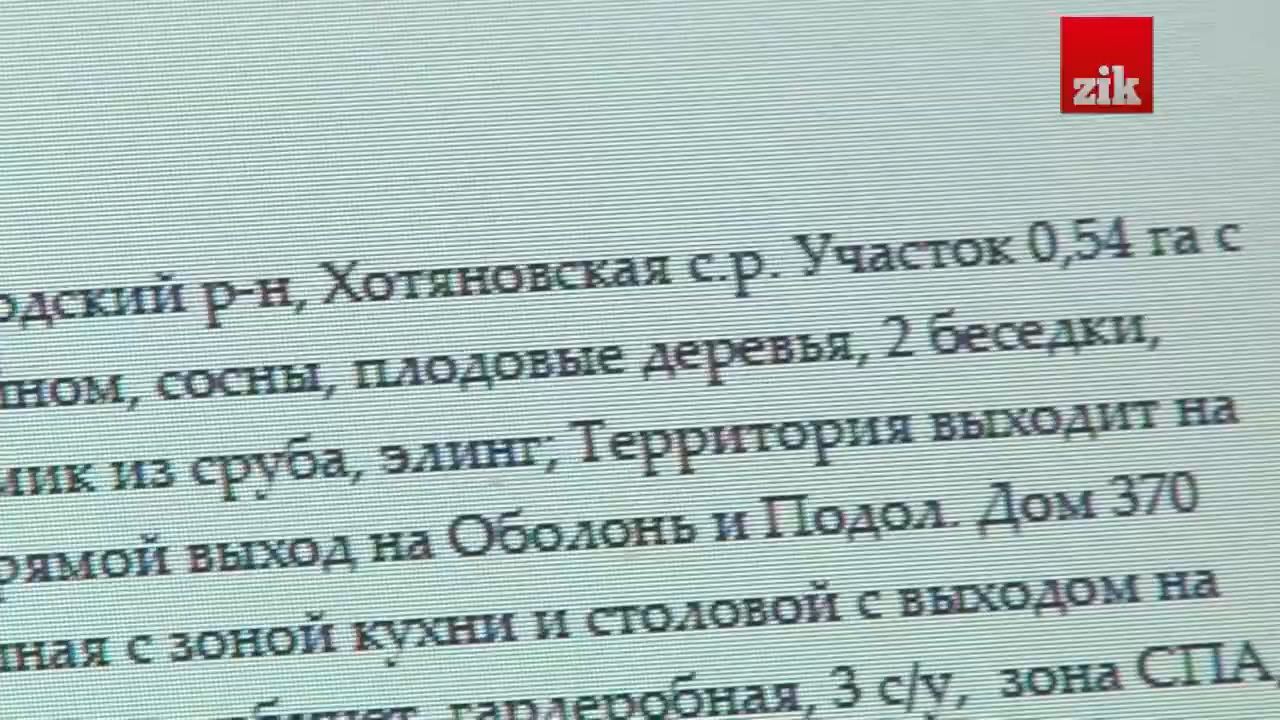 zik
одский р-н, Хотяновская с.р. Участок 0,54 га с
ном, сосны, плодовые деревья, 2 беседки,
мик из сруба, элинг; Территория выходит на
рямой выход на Оболонь и Подол. Дом 370
ная с зоной кухни и столовой с выходом на
гардеробная, 3 с/у, зона СПА,